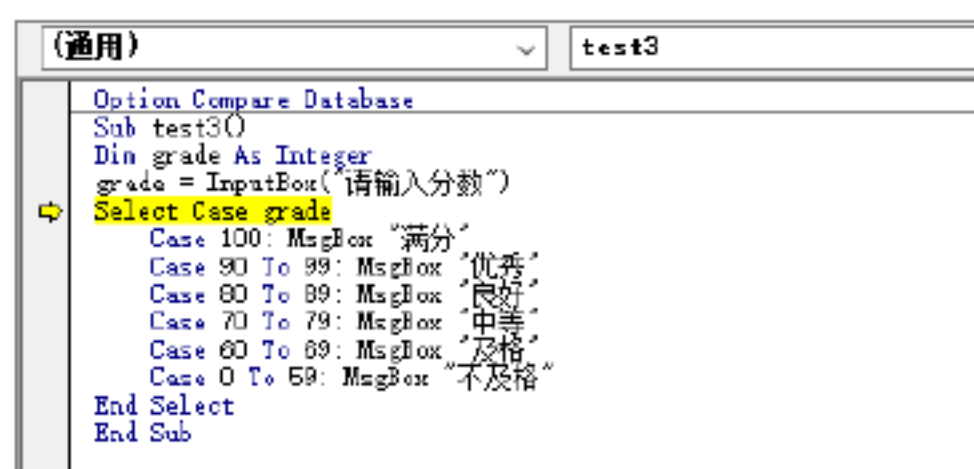 (通用)
test3
Option Compare Database
Sub test3()
Dim grade As Integer
grade = InputBox("请输入分数")
Select Case grade
Case 100: MsgBox "满分"
Case 90 To 99: MsgBox "优秀"
Case 80 To 89: MsgBox "良好"
Case 70 To 79: MsgBox "中等"
Case 60 To 69: MsgBox "及格"
Case 0 To 59: MsgBox "不及格"
End Select
End Sub